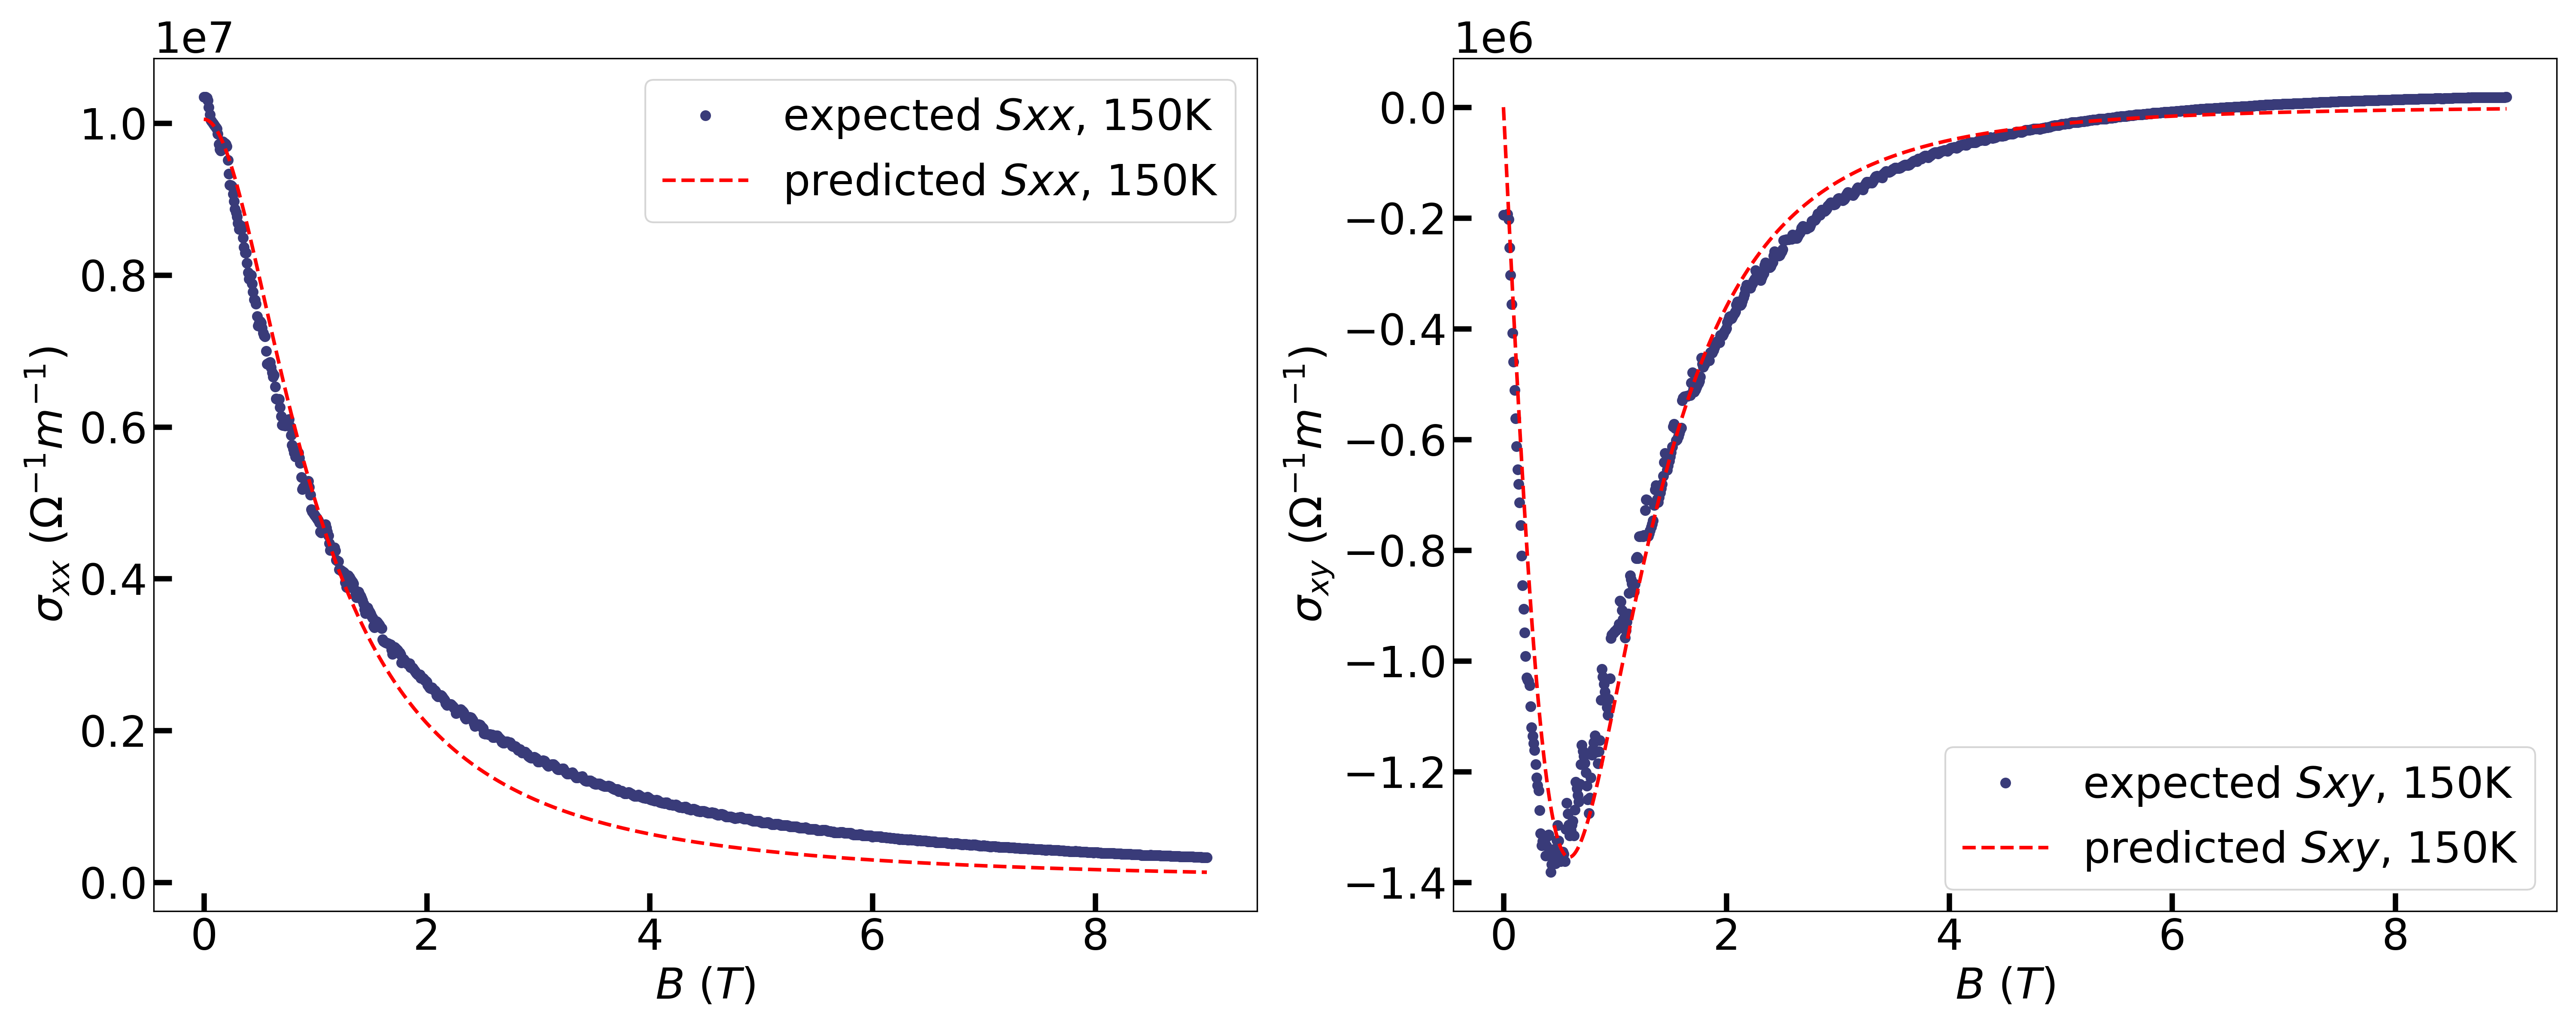 1e7
expected Sxx, 150K
predicted Sxx, 150K
1.0
0.8
0.6
0.4
0.2
0.0
σxx (Ω⁻¹m⁻¹)
0 2 4 6 8
B (T)
1e6
0.0
−0.2
−0.4
−0.6
−0.8
−1.0
−1.2
−1.4
σxy (Ω⁻¹m⁻¹)
expected Sxy, 150K
predicted Sxy, 150K
0 2 4 6 8
B (T)